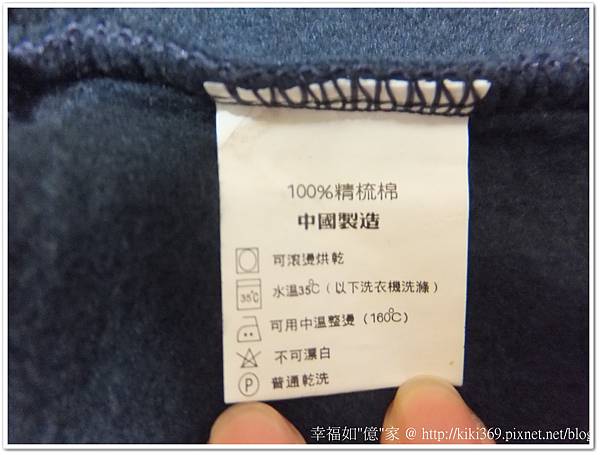 100%精梳棉
中國製造
可滾燙烘乾
35℃ 水溫35℃（以下洗衣機洗滌）
可用中溫整燙（160℃）
不可漂白
P 普通乾洗
幸福如"億"家 @ http://kiki369.pixnet.net/blog